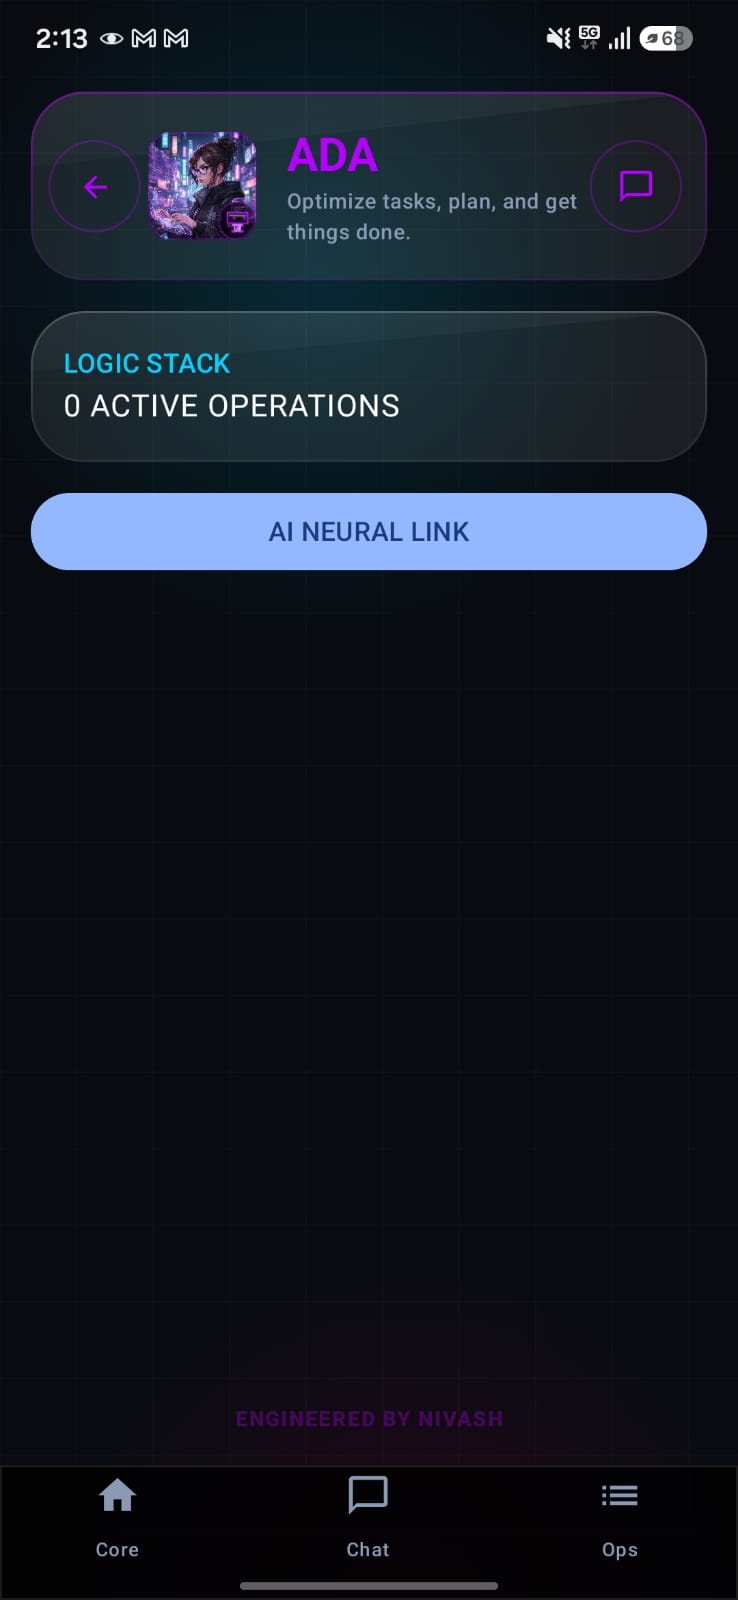 2:13
5G
68
ADA
Optimize tasks, plan, and get
things done.
LOGIC STACK
0 ACTIVE OPERATIONS
AI NEURAL LINK
ENGINEERED BY NIVASH
Core
Chat
Ops